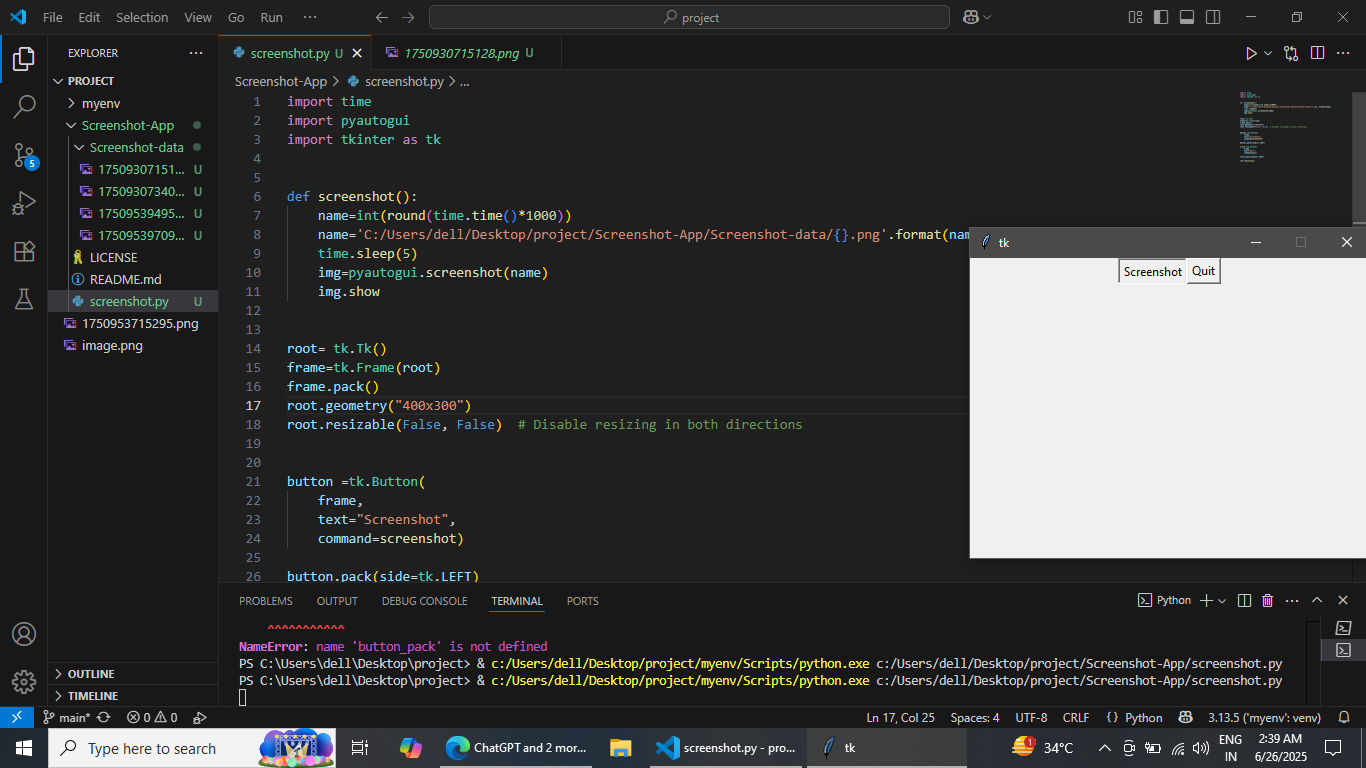 File Edit Selection View Go Run ··· project
EXPLORER
PROJECT
myenv
Screenshot-App
Screenshot-data
17509307151... U
17509307340... U
17509539495... U
17509539709... U
LICENSE
README.md
screenshot.py U
1750953715295.png
image.png
OUTLINE
TIMELINE
5
screenshot.py U
1750930715128.png U
Screenshot-App > screenshot.py > ...
1 import time
2 import pyautogui
3 import tkinter as tk
4
5
6 def screenshot():
7 name=int(round(time.time()*1000))
8 name='C:/Users/dell/Desktop/project/Screenshot-App/Screenshot-data/{}.png'.format(nam
9 time.sleep(5)
10 img=pyautogui.screenshot(name)
11 img.show
12
13
14 root= tk.Tk()
15 frame=tk.Frame(root)
16 frame.pack()
17 root.geometry("400x300")
18 root.resizable(False, False) # Disable resizing in both directions
19
20
21 button =tk.Button(
22 frame,
23 text="Screenshot",
24 command=screenshot)
25
26 button.pack(side=tk.LEFT)
tk
Screenshot Quit
PROBLEMS OUTPUT DEBUG CONSOLE TERMINAL PORTS
Python
^^^^^^^^^^^
NameError: name 'button_pack' is not defined
PS C:\Users\dell\Desktop\project> & c:/Users/dell/Desktop/project/myenv/Scripts/python.exe c:/Users/dell/Desktop/project/Screenshot-App/screenshot.py
PS C:\Users\dell\Desktop\project> & c:/Users/dell/Desktop/project/myenv/Scripts/python.exe c:/Users/dell/Desktop/project/Screenshot-App/screenshot.py
main* 0 0 Ln 17, Col 25 Spaces: 4 UTF-8 CRLF {} Python 3.13.5 ('myenv': venv)
Type here to search
ChatGPT and 2 mor...
screenshot.py - pro...
tk
1
34°C
ENG
IN
2:39 AM
6/26/2025